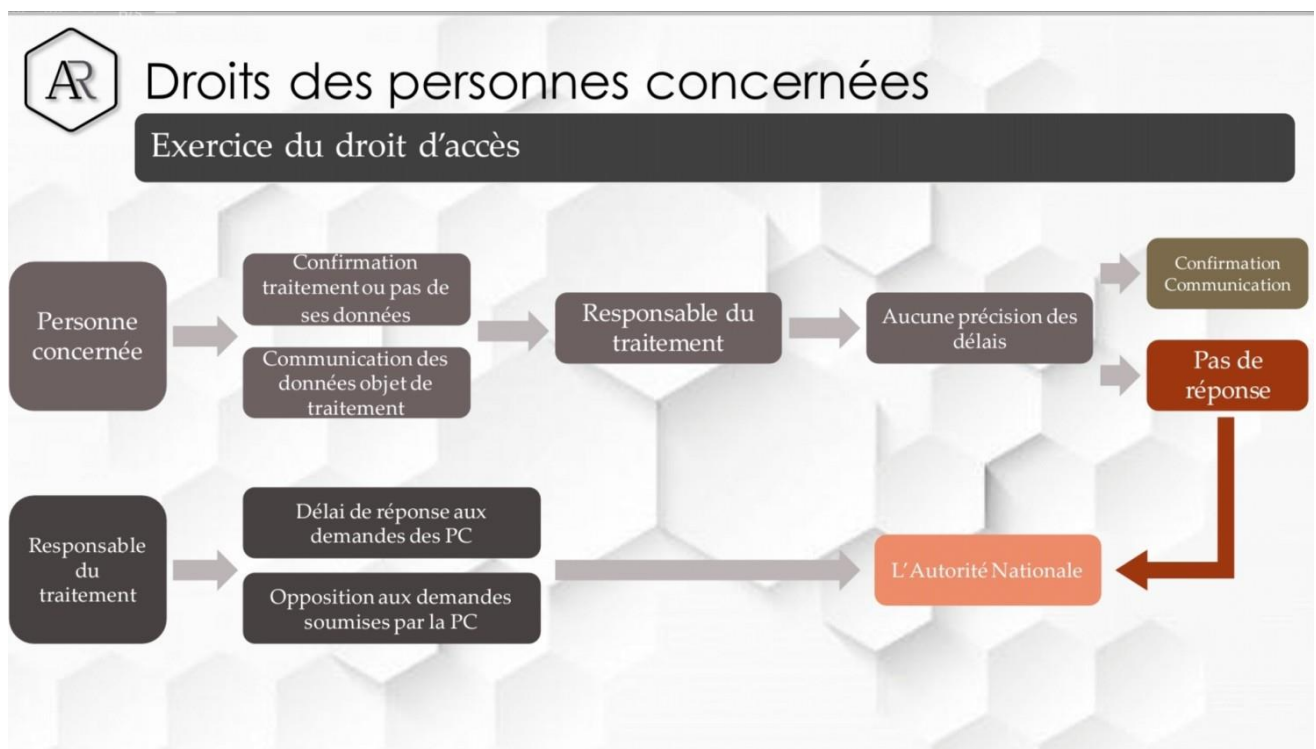 AR
Droits des personnes concernées
Exercice du droit d’accès
Personne
concernée
Confirmation
traitement ou pas de
ses données
Communication des
données objet de
traitement
Responsable du
traitement
Aucune précision des
délais
Confirmation
Communication
Pas de
réponse
Responsable
du
traitement
Délai de réponse aux
demandes des PC
Opposition aux demandes
soumises par la PC
L’Autorité Nationale